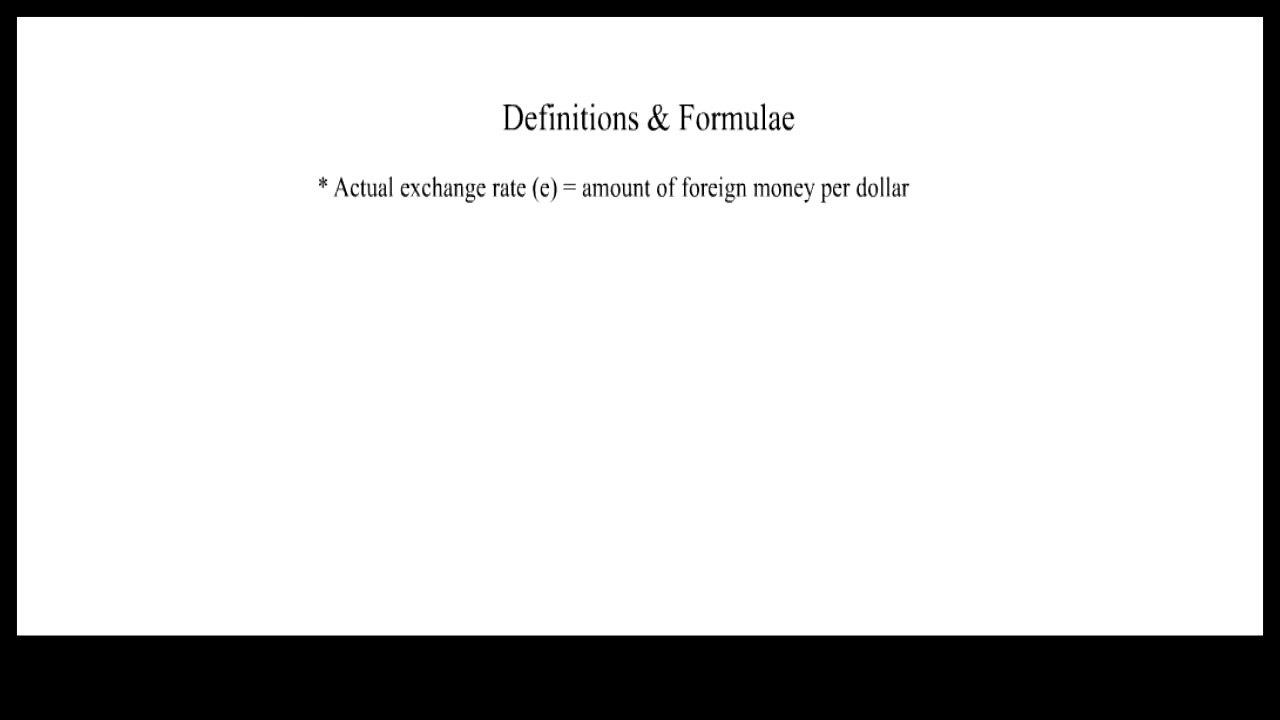 Definitions & Formulae
* Actual exchange rate (e) = amount of foreign money per dollar